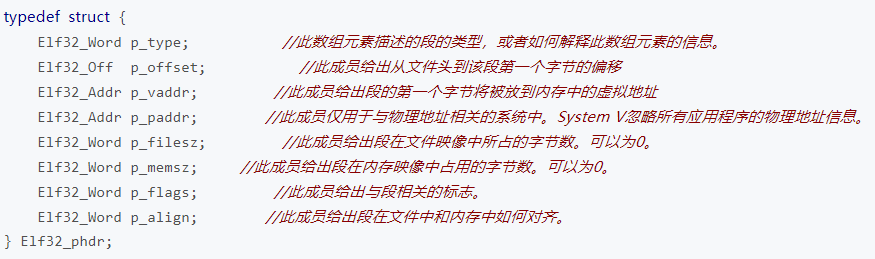 typedef struct {
    Elf32_Word p_type;           //此数组元素描述的段的类型，或者如何解释此数组元素的信息。
    Elf32_Off  p_offset;           //此成员给出从文件头到该段第一个字节的偏移
    Elf32_Addr p_vaddr;         //此成员给出段的第一个字节将被放到内存中的虚拟地址
    Elf32_Addr p_paddr;        //此成员仅用于与物理地址相关的系统中。System V忽略所有应用程序的物理地址信息。
    Elf32_Word p_filesz;         //此成员给出段在文件映像中所占的字节数。可以为0。
    Elf32_Word p_memsz;     //此成员给出段在内存映像中占用的字节数。可以为0。
    Elf32_Word p_flags;         //此成员给出与段相关的标志。
    Elf32_Word p_align;        //此成员给出段在文件中和内存中如何对齐。
} Elf32_phdr;